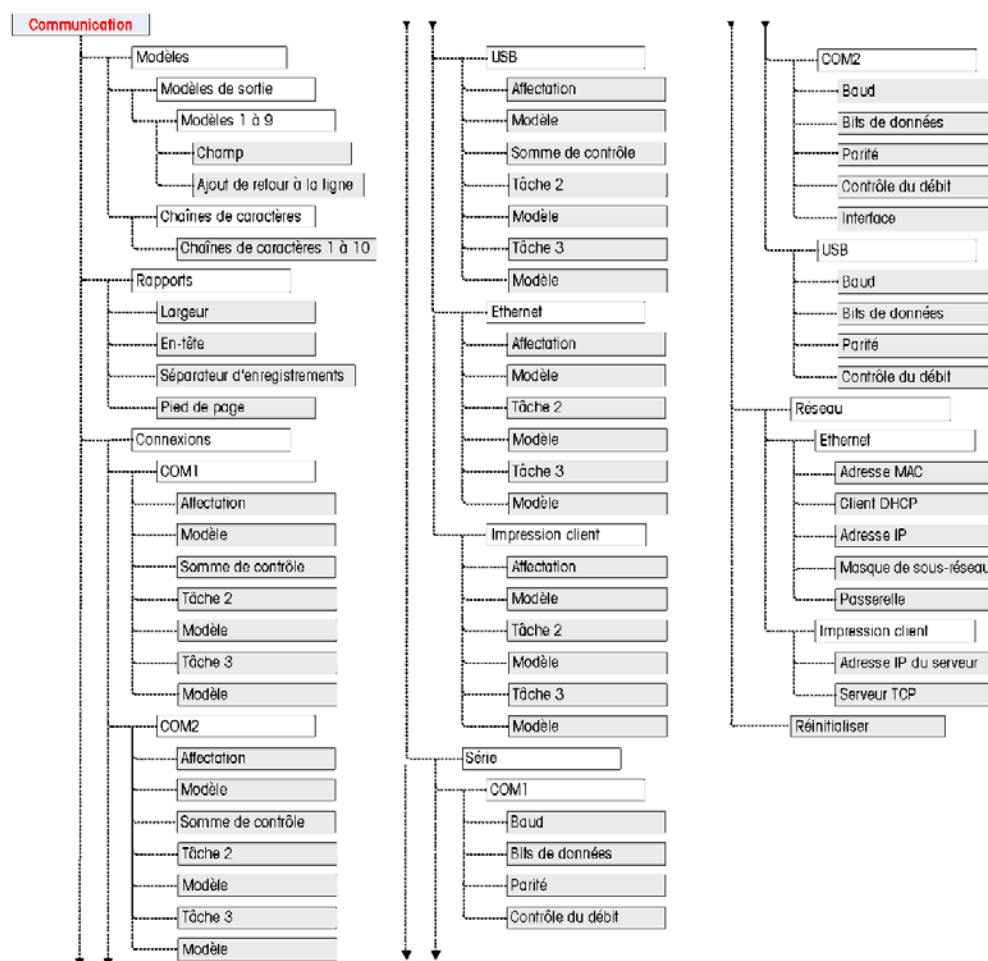 Communication
Modèles
Modèles de sortie
Modèles 1 à 9
Champ
Ajout de retour à la ligne
Chaînes de caractères
Chaînes de caractères 1 à 10
Rapports
Largeur
En-tête
Séparateur d'enregistrements
Pied de page
Connexions
COM1
Affectation
Modèle
Somme de contrôle
Tâche 2
Modèle
Tâche 3
Modèle
COM2
Affectation
Modèle
Somme de contrôle
Tâche 2
Modèle
Tâche 3
Modèle
USB
Affectation
Modèle
Somme de contrôle
Tâche 2
Modèle
Tâche 3
Modèle
Ethernet
Affectation
Modèle
Tâche 2
Modèle
Tâche 3
Modèle
Impression client
Affectation
Modèle
Tâche 2
Modèle
Tâche 3
Modèle
Série
COM1
Baud
Bits de données
Parité
Contrôle du débit
COM2
Baud
Bits de données
Parité
Contrôle du débit
Interface
USB
Baud
Bits de données
Parité
Contrôle du débit
Réseau
Ethernet
Adresse MAC
Client DHCP
Adresse IP
Masque de sous-réseau
Passerelle
Impression client
Adresse IP du serveur
Serveur TCP
Réinitialiser